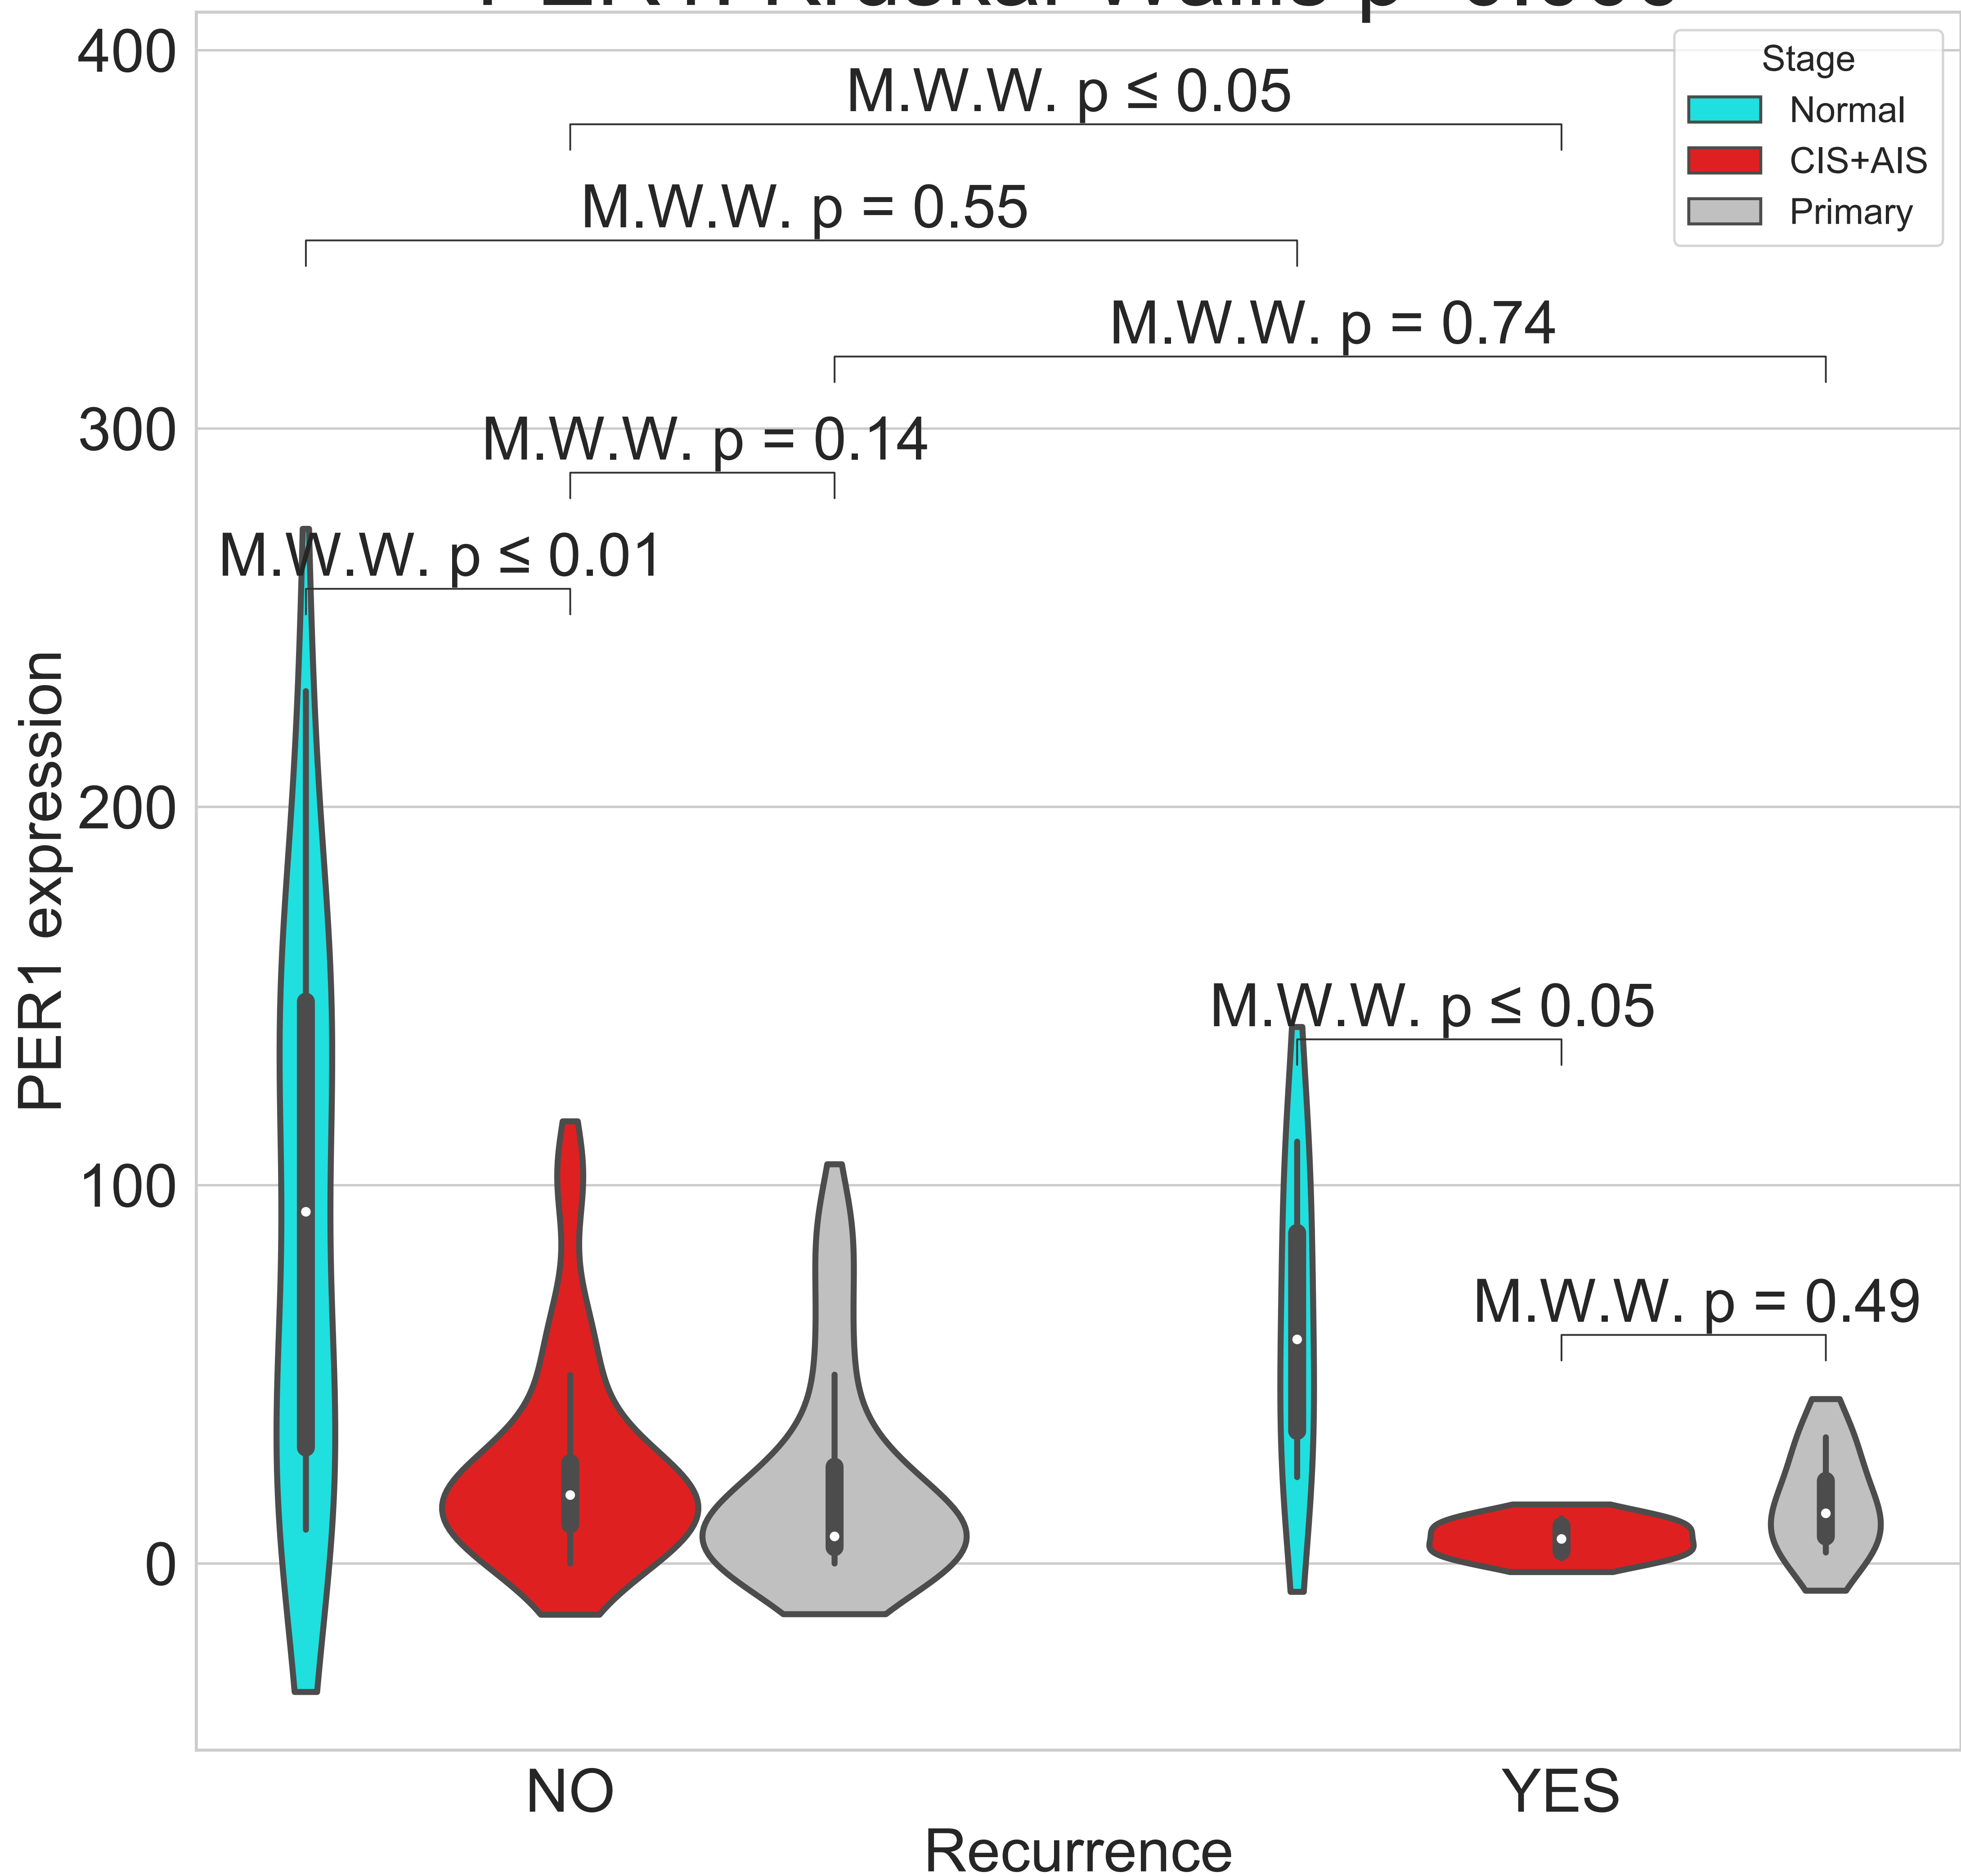 400
M.W.W. p ≤ 0.05
Stage
Normal
CIS+AIS
Primary
M.W.W. p = 0.55
M.W.W. p = 0.74
300
M.W.W. p = 0.14
M.W.W. p ≤ 0.01
PER1 expression
200
M.W.W. p ≤ 0.05
100
M.W.W. p = 0.49
0
NO
YES
Recurrence